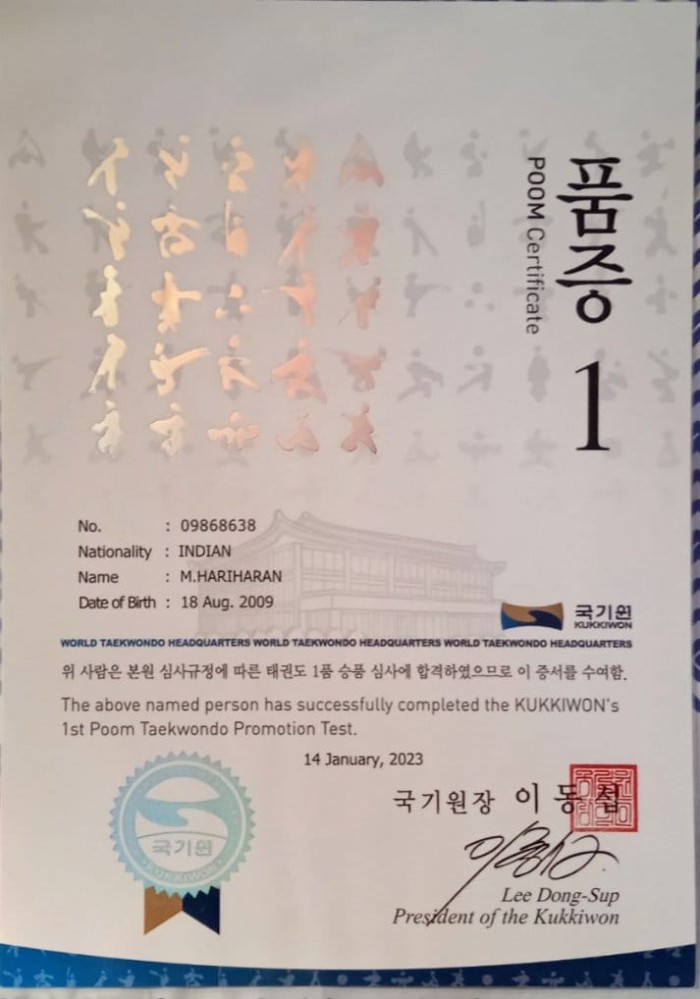 품증 1
POOM Certificate
No. : 09868638
Nationality : INDIAN
Name : M.HARIHARAN
Date of Birth : 18 Aug. 2009
국기원
KUKKIWON
WORLD TAEKWONDO HEADQUARTERS WORLD TAEKWONDO HEADQUARTERS WORLD TAEKWONDO HEADQUARTERS
위 사람은 본원 심사규정에 따른 태권도 1품 승품 심사에 합격하였으므로 이 증서를 수여함.
The above named person has successfully completed the KUKKIWON's
1st Poom Taekwondo Promotion Test.
14 January, 2023
국기원장 이동섭
국기원
KUKKIWON
Lee Dong-Sup
President of the Kukkiwon